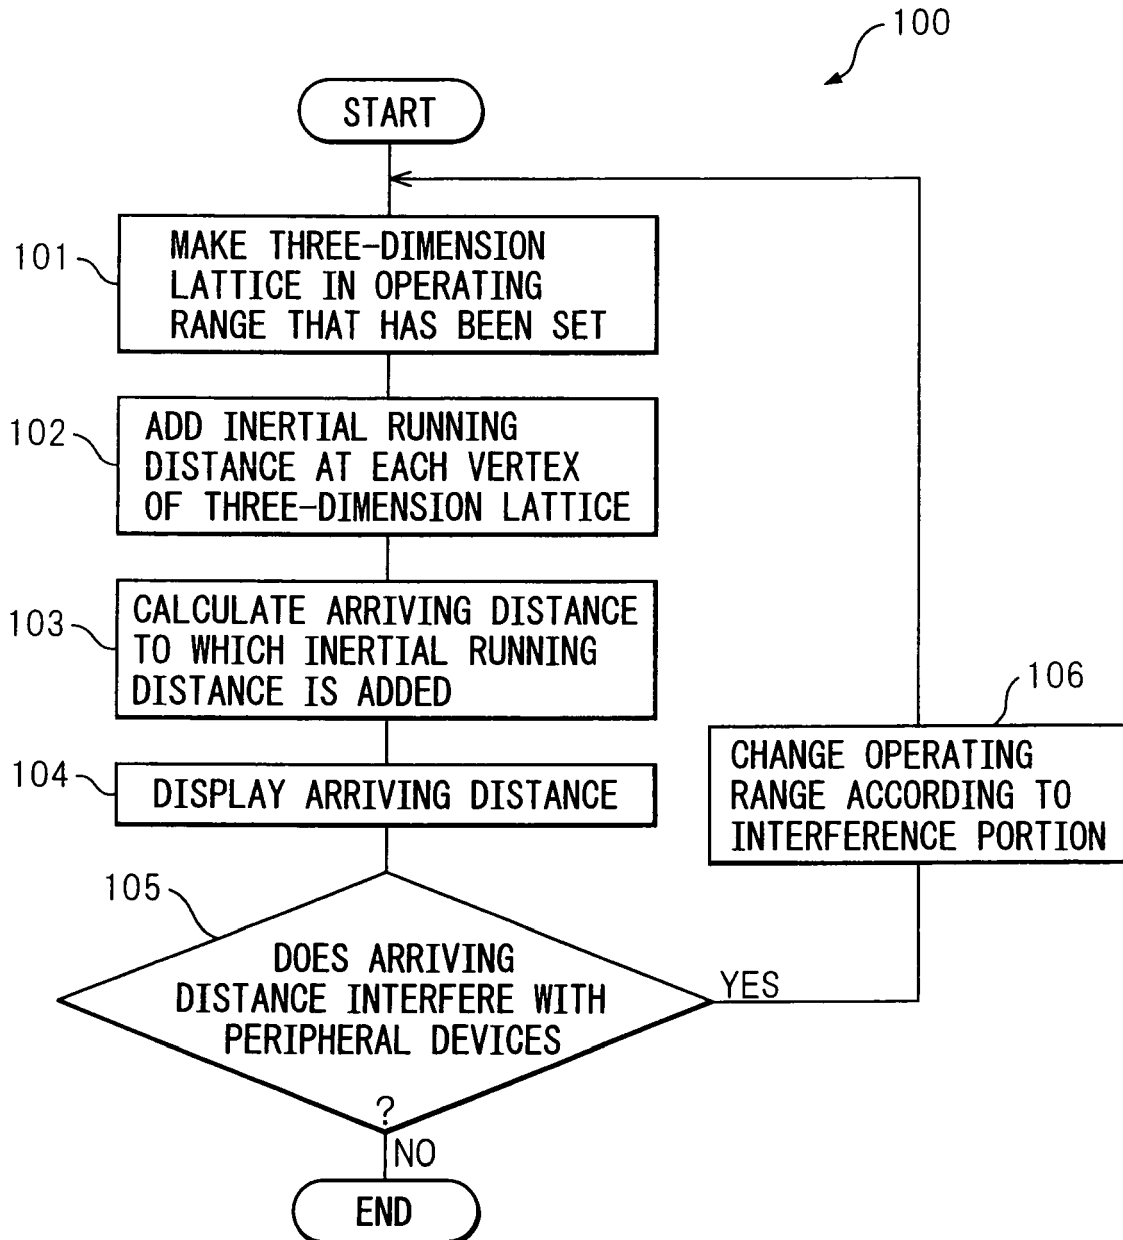 100
START
101
MAKE THREE-DIMENSION
LATTICE IN OPERATING
RANGE THAT HAS BEEN SET
102
ADD INERTIAL RUNNING
DISTANCE AT EACH VERTEX
OF THREE-DIMENSION LATTICE
103
CALCULATE ARRIVING DISTANCE
TO WHICH INERTIAL RUNNING
DISTANCE IS ADDED
104
DISPLAY ARRIVING DISTANCE
106
CHANGE OPERATING
RANGE ACCORDING TO
INTERFERENCE PORTION
105
DOES ARRIVING
DISTANCE INTERFERE WITH
PERIPHERAL DEVICES
?
YES
NO
END